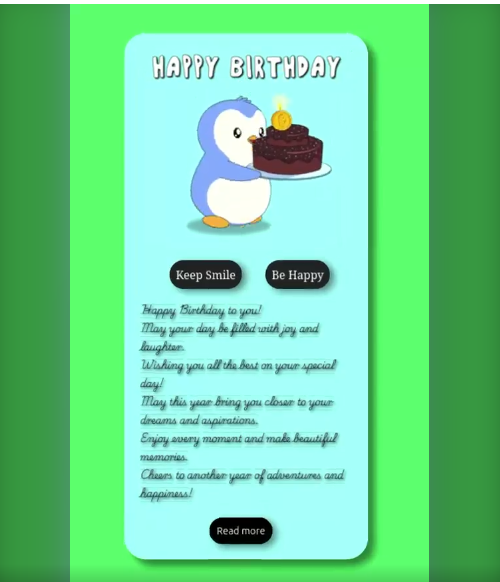 HAPPY BIRTHDAY
Keep Smile
Be Happy
Happy Birthday to you!
May your day be filled with joy and
laughter.
Wishing you all the best on your special
day!
May this year bring you closer to your
dreams and aspirations.
Enjoy every moment and make beautiful
memories.
Cheers to another year of adventures and
happiness!
Read more